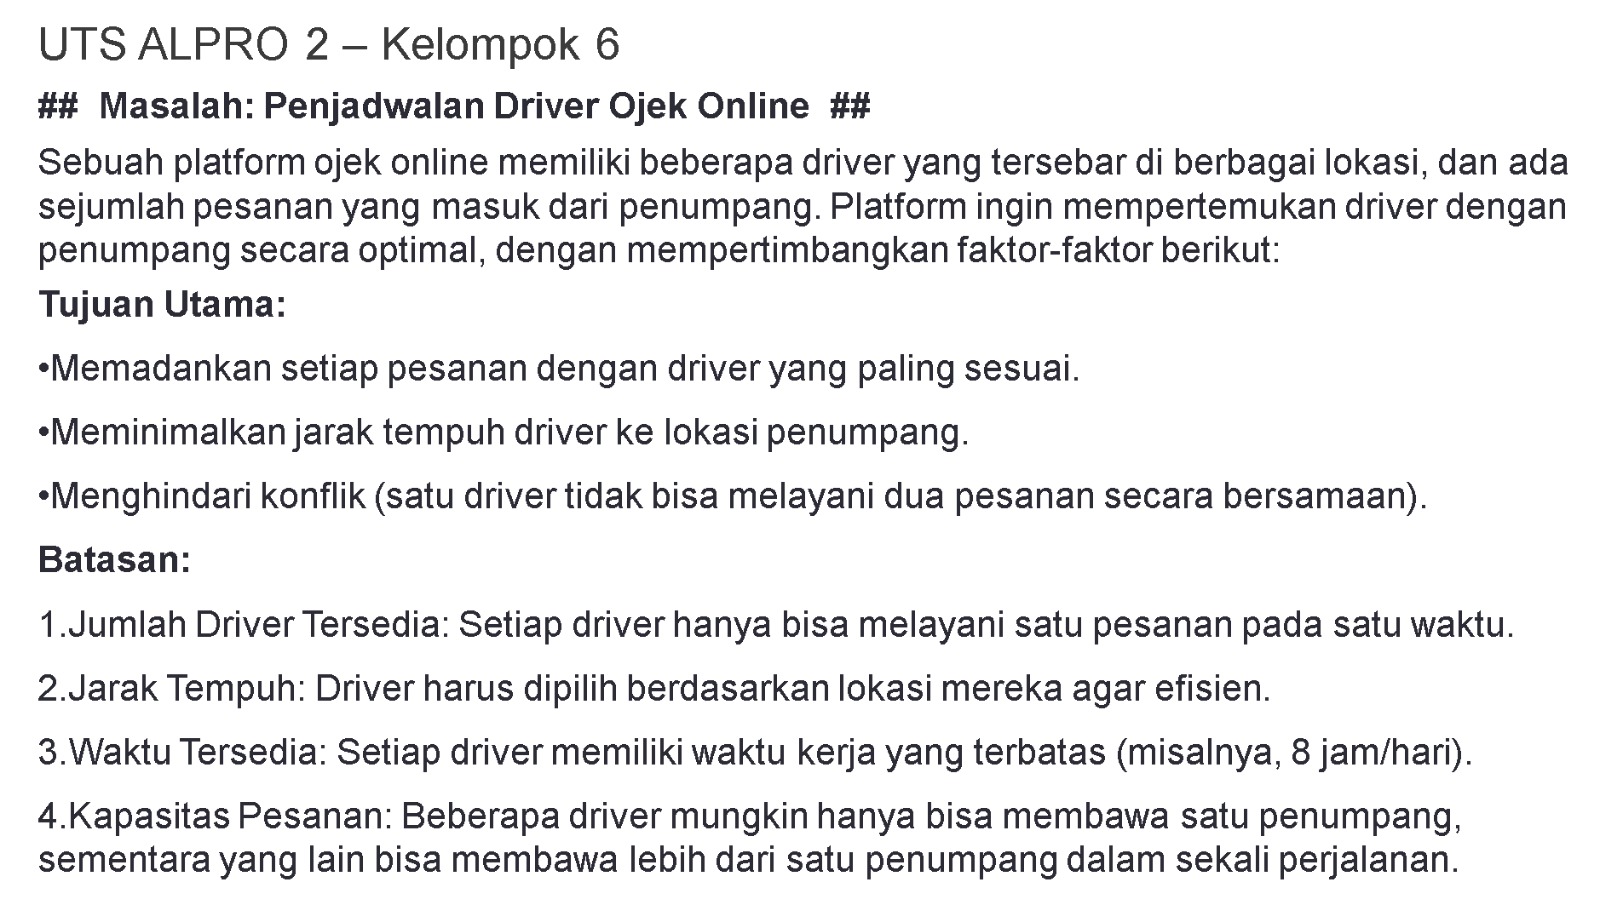 UTS ALPRO 2 – Kelompok 6
## Masalah: Penjadwalan Driver Ojek Online ##
Sebuah platform ojek online memiliki beberapa driver yang tersebar di berbagai lokasi, dan ada
sejumlah pesanan yang masuk dari penumpang. Platform ingin mempertemukan driver dengan
penumpang secara optimal, dengan mempertimbangkan faktor-faktor berikut:
Tujuan Utama:
•Memadankan setiap pesanan dengan driver yang paling sesuai.
•Meminimalkan jarak tempuh driver ke lokasi penumpang.
•Menghindari konflik (satu driver tidak bisa melayani dua pesanan secara bersamaan).
Batasan:
1.Jumlah Driver Tersedia: Setiap driver hanya bisa melayani satu pesanan pada satu waktu.
2.Jarak Tempuh: Driver harus dipilih berdasarkan lokasi mereka agar efisien.
3.Waktu Tersedia: Setiap driver memiliki waktu kerja yang terbatas (misalnya, 8 jam/hari).
4.Kapasitas Pesanan: Beberapa driver mungkin hanya bisa membawa satu penumpang,
sementara yang lain bisa membawa lebih dari satu penumpang dalam sekali perjalanan.